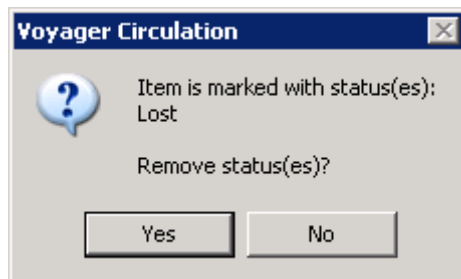 Voyager Circulation
Item is marked with status(es):
Lost
Remove status(es)?
Yes
No